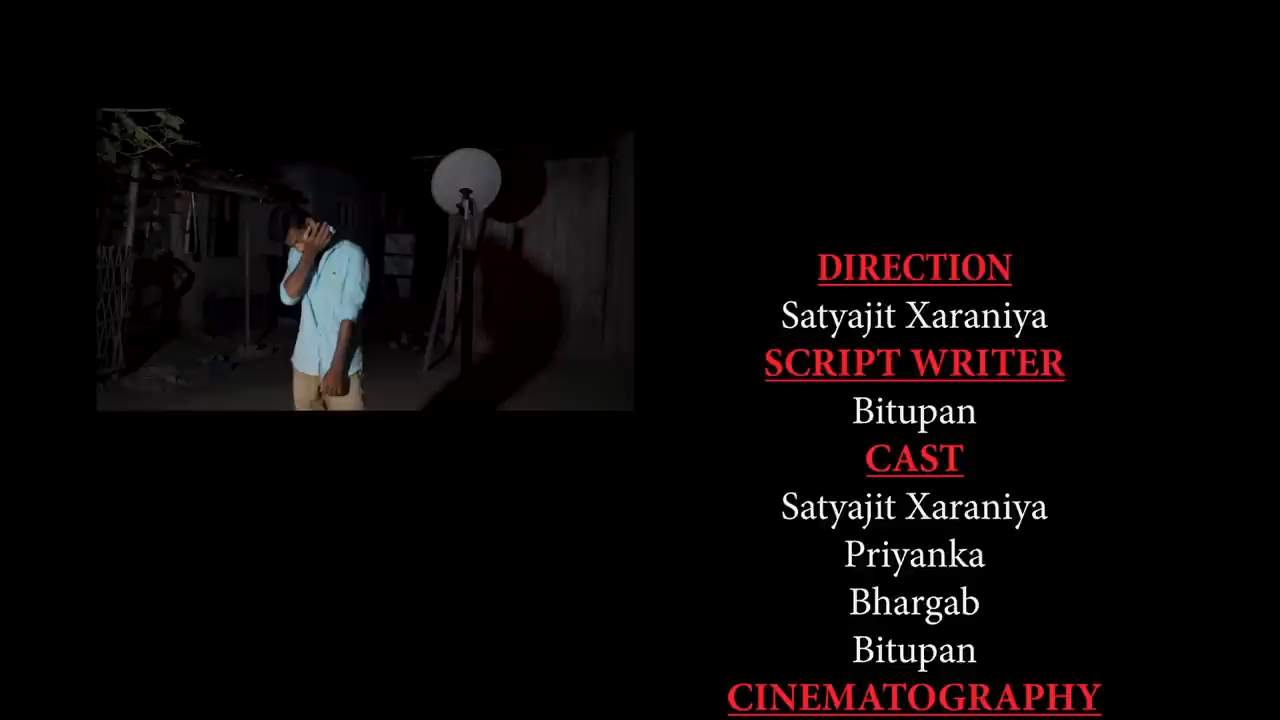 DIRECTION
Satyajit Xaraniya
SCRIPT WRITER
Bitupan
CAST
Satyajit Xaraniya
Priyanka
Bhargab
Bitupan
CINEMATOGRAPHY